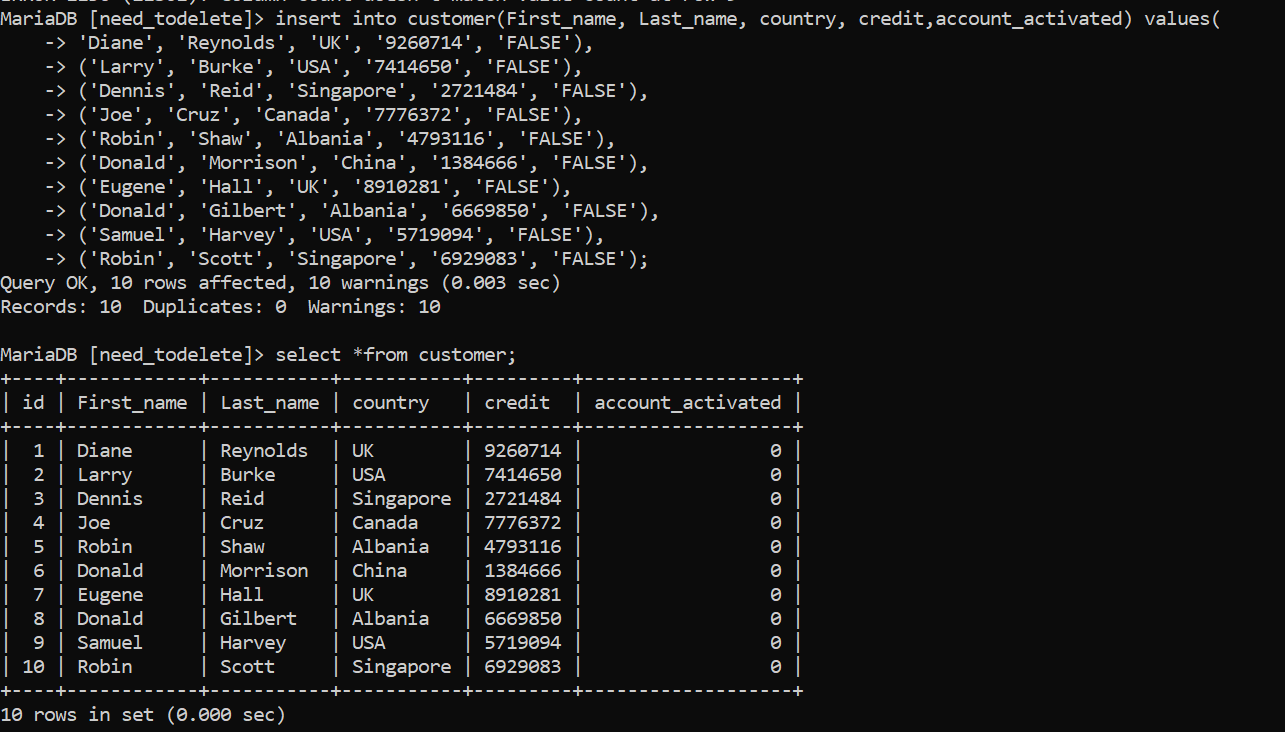 MariaDB [need_todelete]> insert into customer(First_name, Last_name, country, credit,account_activated) values(
    -> 'Diane', 'Reynolds', 'UK', '9260714', 'FALSE'),
    -> ('Larry', 'Burke', 'USA', '7414650', 'FALSE'),
    -> ('Dennis', 'Reid', 'Singapore', '2721484', 'FALSE'),
    -> ('Joe', 'Cruz', 'Canada', '7776372', 'FALSE'),
    -> ('Robin', 'Shaw', 'Albania', '4793116', 'FALSE'),
    -> ('Donald', 'Morrison', 'China', '1384666', 'FALSE'),
    -> ('Eugene', 'Hall', 'UK', '8910281', 'FALSE'),
    -> ('Donald', 'Gilbert', 'Albania', '6669850', 'FALSE'),
    -> ('Samuel', 'Harvey', 'USA', '5719094', 'FALSE'),
    -> ('Robin', 'Scott', 'Singapore', '6929083', 'FALSE');
Query OK, 10 rows affected, 10 warnings (0.003 sec)
Records: 10  Duplicates: 0  Warnings: 10

MariaDB [need_todelete]> select *from customer;
+----+------------+-----------+-----------+---------+-------------------+
| id | First_name | Last_name | country   | credit  | account_activated |
+----+------------+-----------+-----------+---------+-------------------+
|  1 | Diane      | Reynolds  | UK        | 9260714 |                 0 |
|  2 | Larry      | Burke     | USA       | 7414650 |                 0 |
|  3 | Dennis     | Reid      | Singapore | 2721484 |                 0 |
|  4 | Joe        | Cruz      | Canada    | 7776372 |                 0 |
|  5 | Robin      | Shaw      | Albania   | 4793116 |                 0 |
|  6 | Donald     | Morrison  | China     | 1384666 |                 0 |
|  7 | Eugene     | Hall      | UK        | 8910281 |                 0 |
|  8 | Donald     | Gilbert   | Albania   | 6669850 |                 0 |
|  9 | Samuel     | Harvey    | USA       | 5719094 |                 0 |
| 10 | Robin      | Scott     | Singapore | 6929083 |                 0 |
+----+------------+-----------+-----------+---------+-------------------+
10 rows in set (0.000 sec)